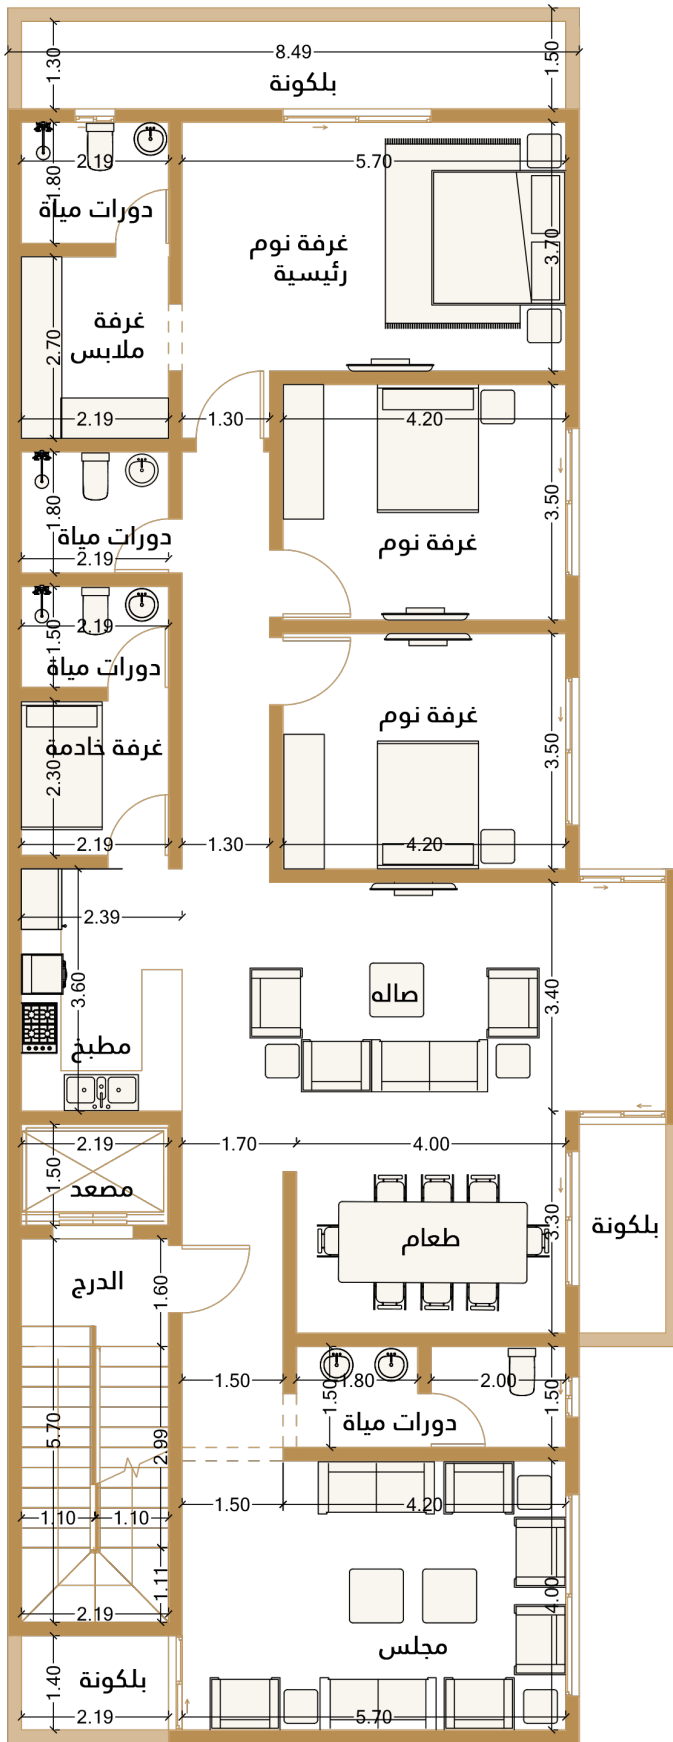 8.49
1.30
1.50
بلكونة
2.19
5.70
1.80
دورات مياة
غرفة نوم
رئيسية
3.70
غرفة
ملابس
2.70
2.19
1.30
4.20
1.80
دورات مياة
2.19
3.50
غرفة نوم
1.50
2.19
دورات مياة
غرفة نوم
غرفة خادمة
2.30
3.50
2.19
1.30
4.20
2.39
3.60
صاله
3.40
مطبخ
2.19
1.70
4.00
1.50
مصعد
3.30
بلكونة
طعام
الدرج
1.60
1.50
1.80
2.00
1.50
1.50
دورات مياة
5.70
2.99
1.50
4.20
1.10
1.10
1.11
4.00
2.19
مجلس
بلكونة
1.40
2.19
5.70